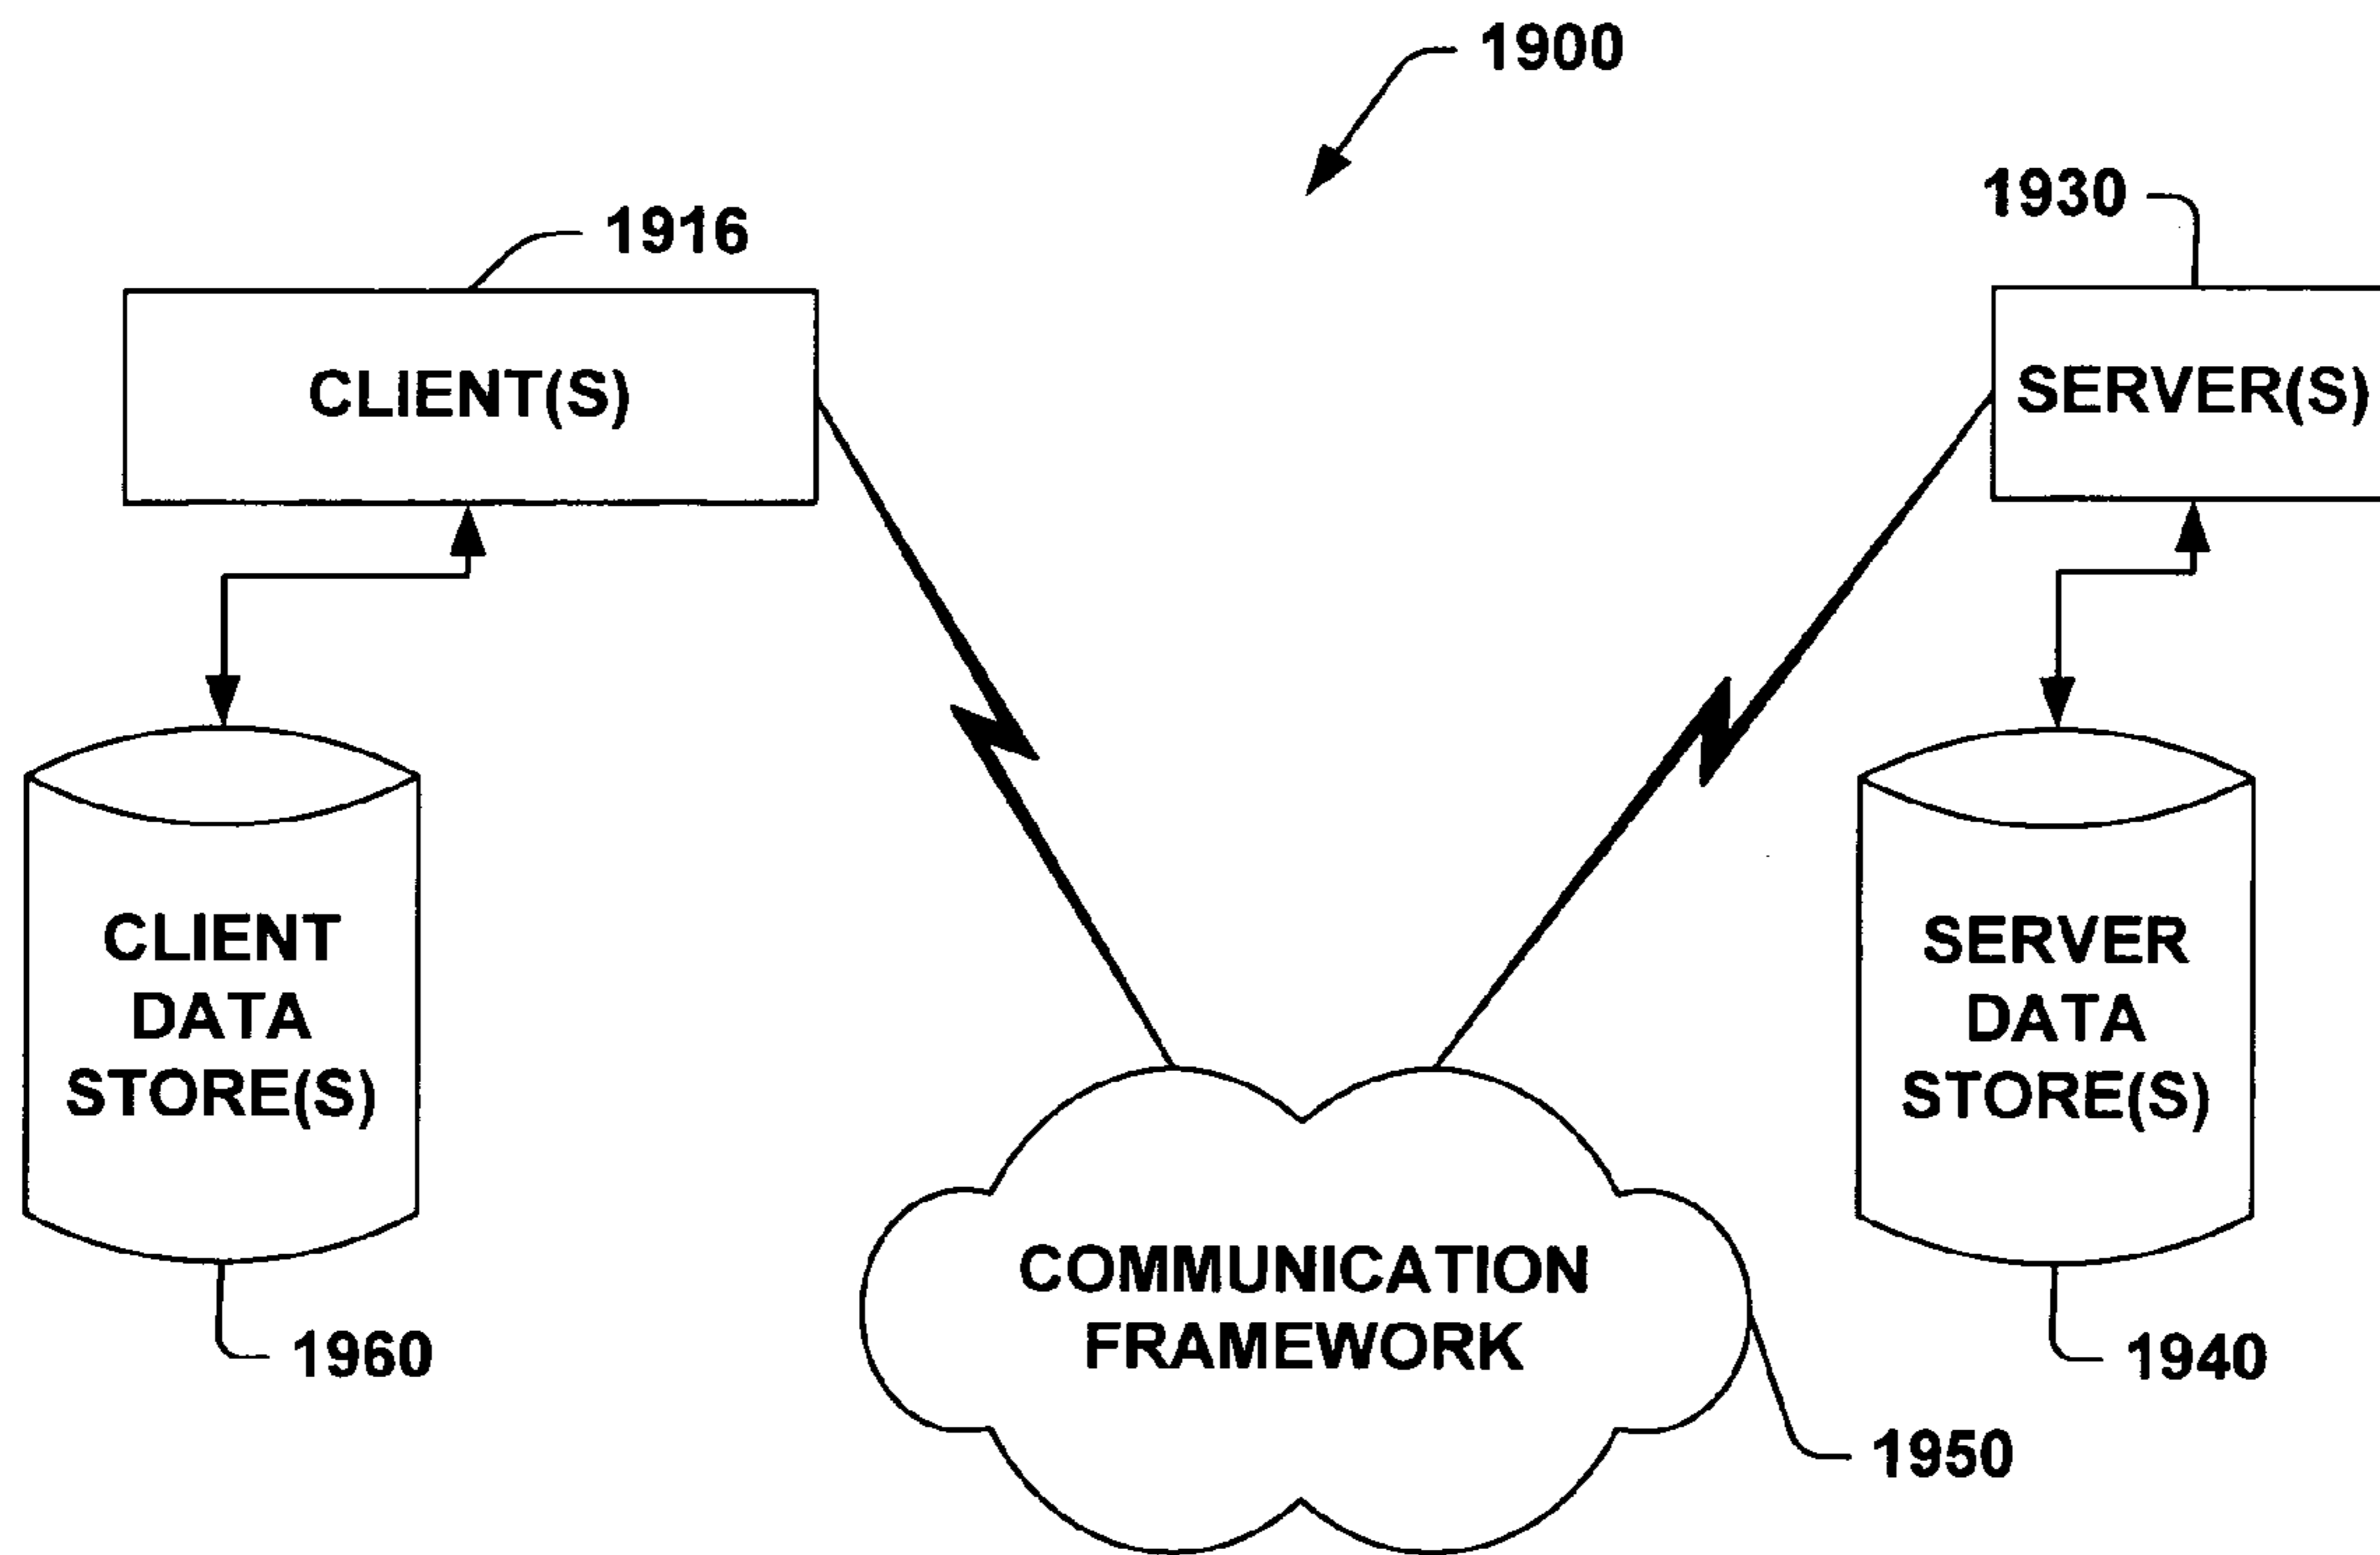 1900
1916
1930
CLIENT(S)
SERVER(S)
CLIENT
DATA
STORE(S)
SERVER
DATA
STORE(S)
COMMUNICATION
FRAMEWORK
1960
1940
1950